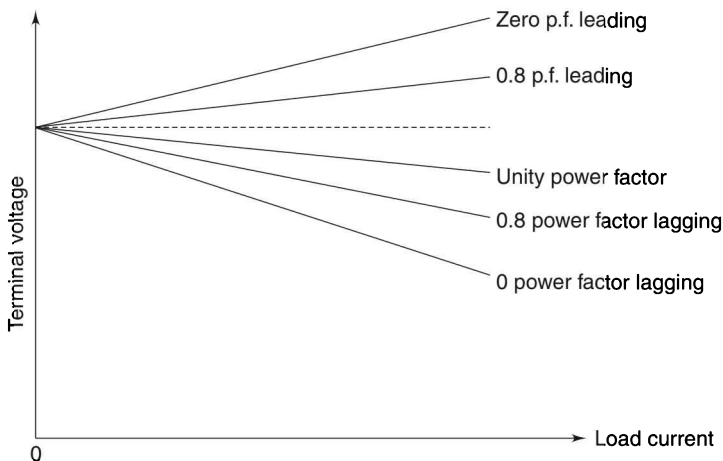 Zero p.f. leading
0.8 p.f. leading
Unity power factor
0.8 power factor lagging
0 power factor lagging
Terminal voltage
Load current
0